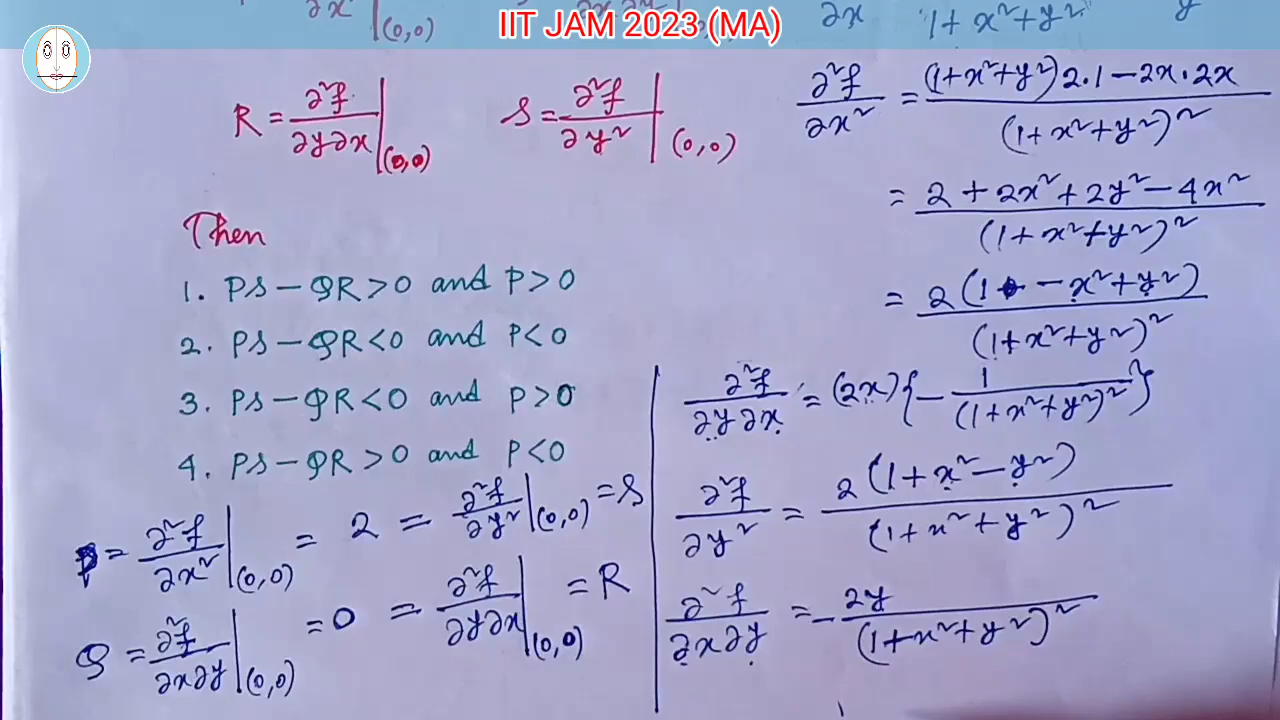 IIT JAM 2023 (MA)
∂x |(0,0) ∂x 1+x²+y² y
R = ∂²f/∂y∂x |(0,0) S = ∂²f/∂y² |(0,0)
Then
1. PS − QR > 0 and P > 0
2. PS − QR < 0 and P < 0
3. PS − QR < 0 and P > 0
4. PS − QR > 0 and P < 0
P = ∂²f/∂x² |(0,0) = 2 = ∂²f/∂y² |(0,0) = S
Q = ∂²f/∂x∂y |(0,0) = 0 = ∂²f/∂y∂x |(0,0) = R
∂²f/∂x² = (1+x²+y²)2·1 − 2x·2x / (1+x²+y²)²
= 2+2x²+2y²−4x² / (1+x²+y²)²
= 2(1 − x²+y²) / (1+x²+y²)²
∂²f/∂y∂x = (2x){− 1/(1+x²+y²)²}
∂²f/∂y² = 2(1+x²−y²) / (1+x²+y²)²
∂²f/∂x∂y = − 2y / (1+x²+y²)²